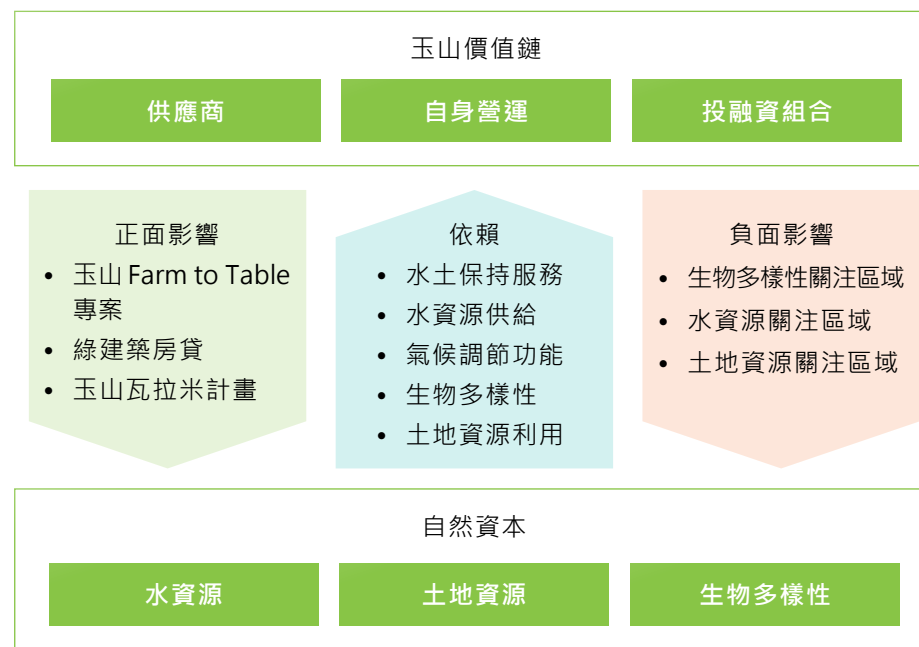 玉山價值鏈
供應商
自身營運
投融資組合
正面影響
• 玉山 Farm to Table
專案
• 綠建築房貸
• 玉山瓦拉米計畫
依賴
• 水土保持服務
• 水資源供給
• 氣候調節功能
• 生物多樣性
• 土地資源利用
負面影響
• 生物多樣性關注區域
• 水資源關注區域
• 土地資源關注區域
自然資本
水資源
土地資源
生物多樣性